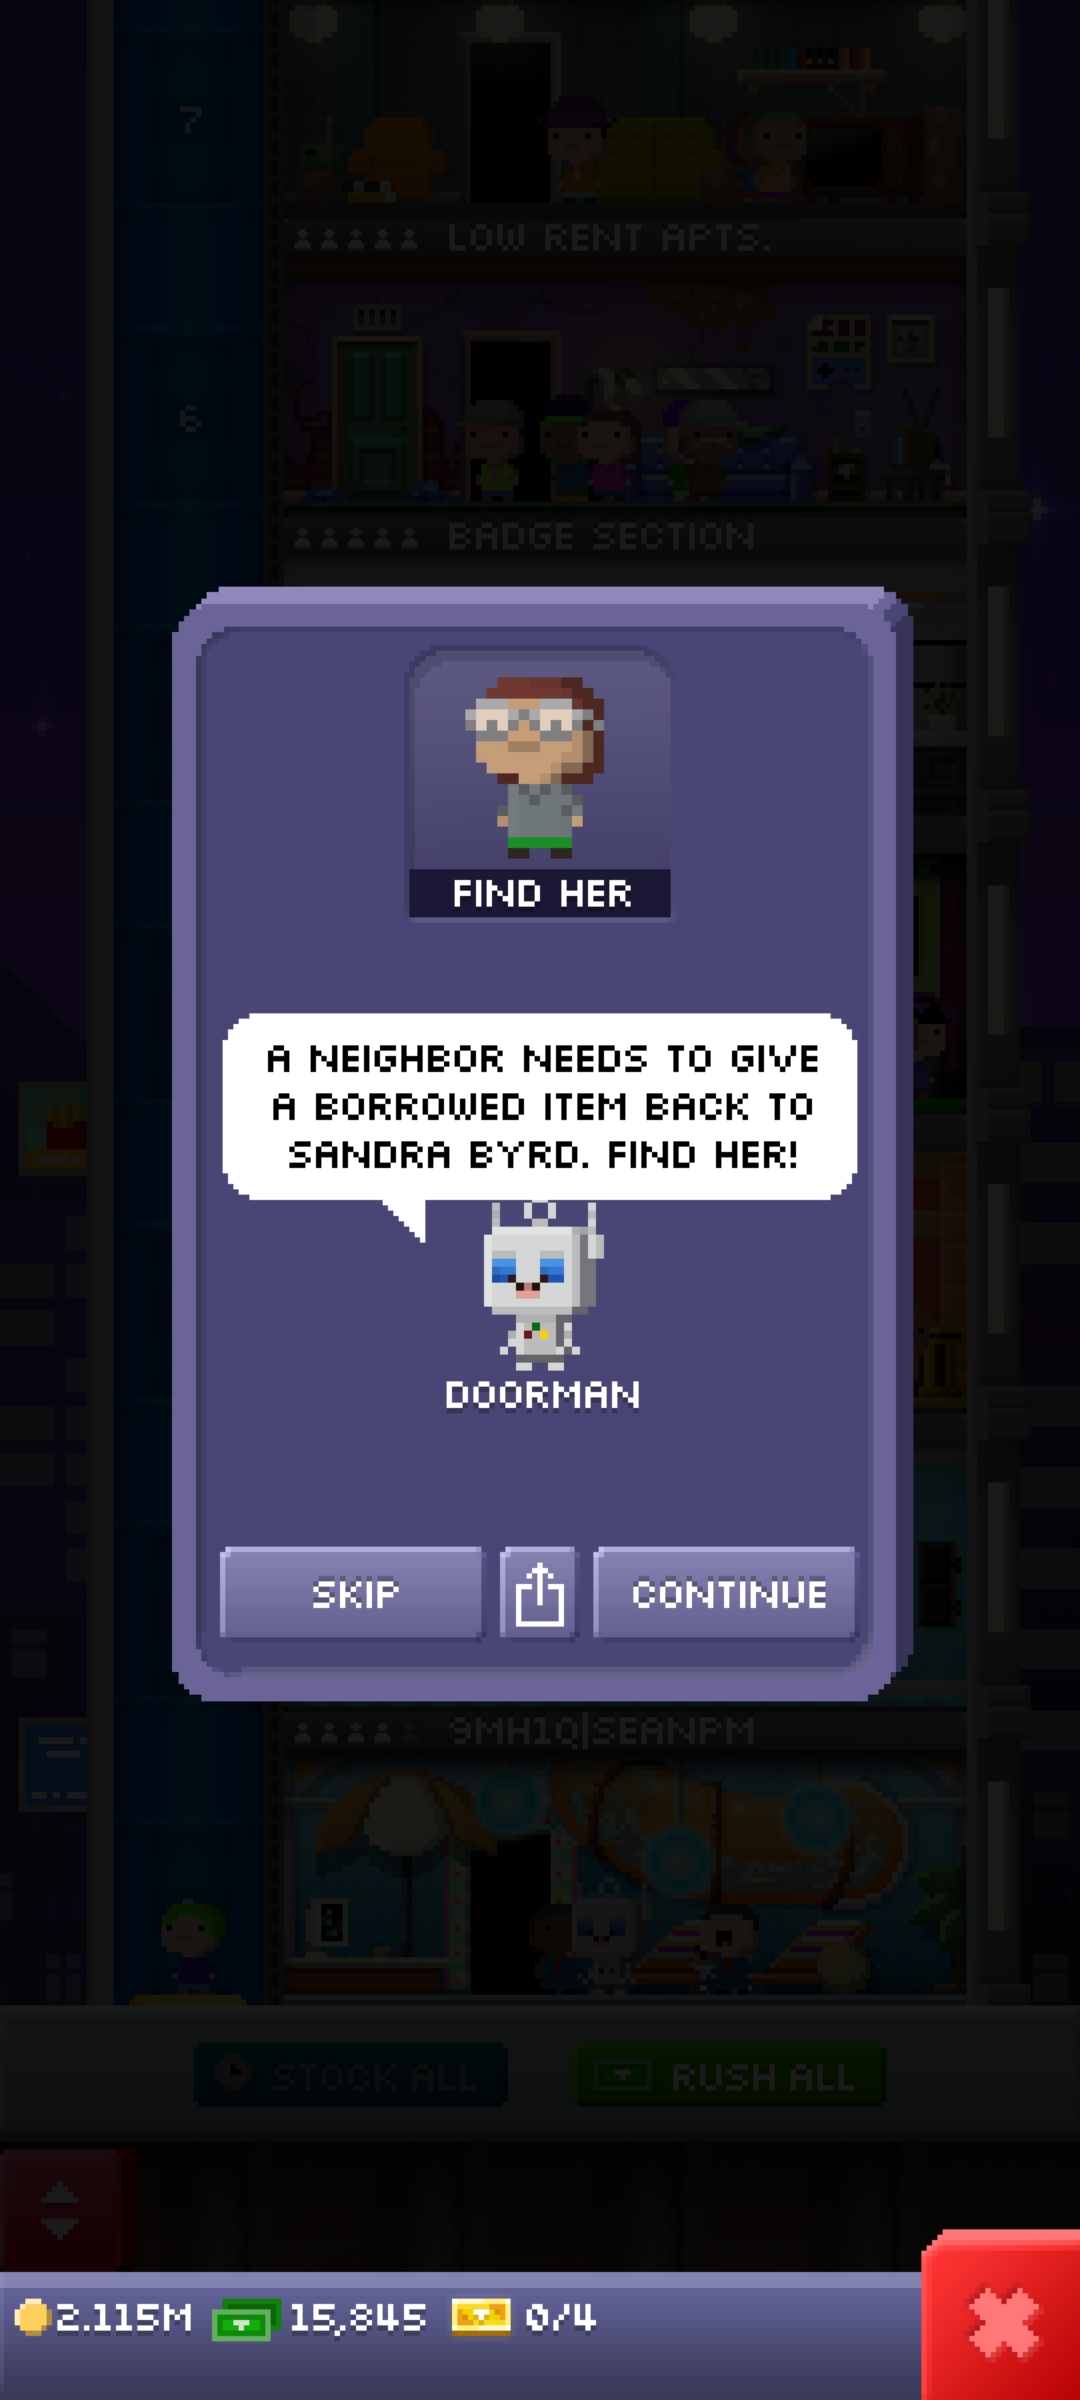 7
LOW RENT APTS.
6
BADGE SECTION
FIND HER
A NEIGHBOR NEEDS TO GIVE
A BORROWED ITEM BACK TO
SANDRA BYRD. FIND HER!
DOORMAN
SKIP
CONTINUE
9MH1Q|SEANPM
STOCK ALL
RUSH ALL
2.115M 15,845 0/4